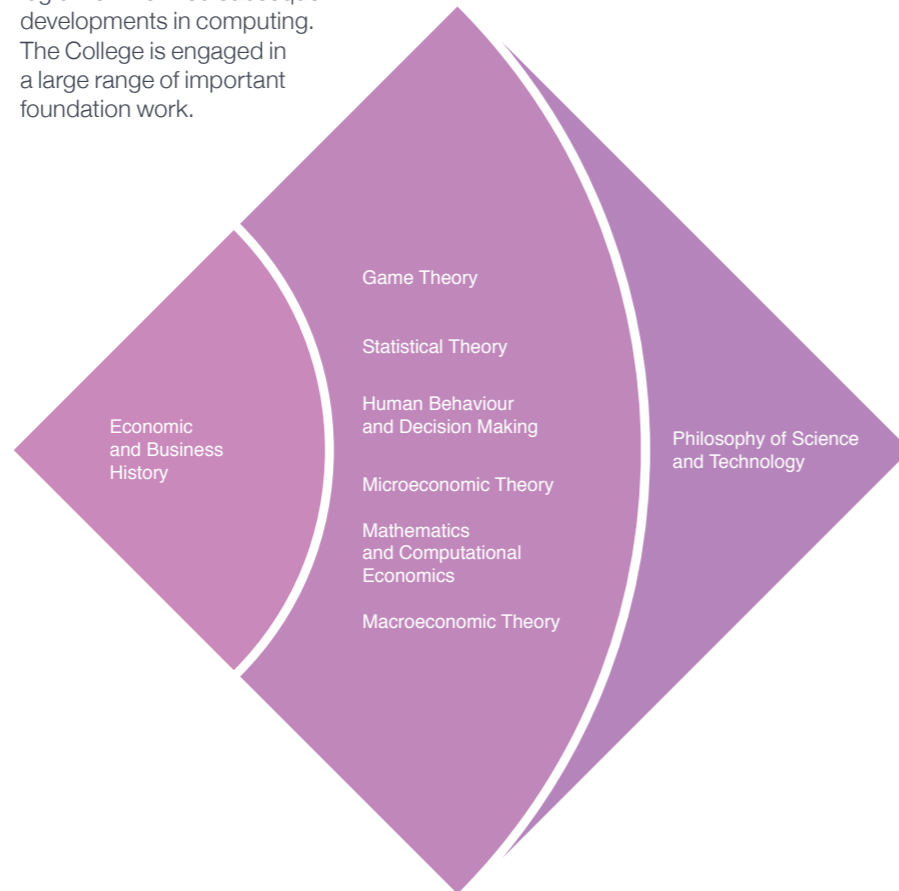 developments in computing.
The College is engaged in
a large range of important
foundation work.
Game Theory
Statistical Theory
Human Behaviour
and Decision Making
Economic
and Business
History
Philosophy of Science
and Technology
Microeconomic Theory
Mathematics
and Computational
Economics
Macroeconomic Theory